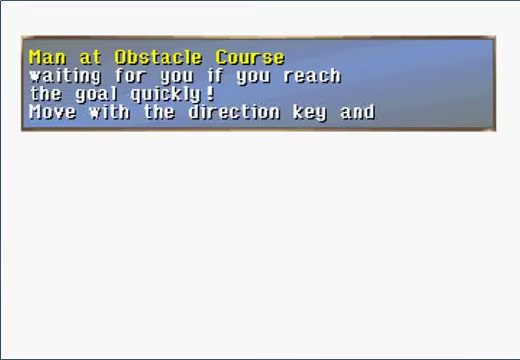 Man at Obstacle Course
waiting for you if you reach
the goal quickly!
Move with the direction key and